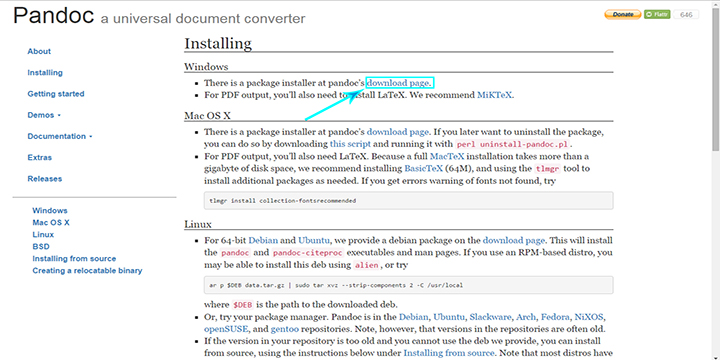 Pandoc a universal document converter
Donate
Flattr
646
About
Installing
Getting started
Demos
Documentation
Extras
Releases
Windows
Mac OS X
Linux
BSD
Installing from source
Creating a relocatable binary
Installing
Windows
There is a package installer at pandoc's download page.
For PDF output, you'll also need to install LaTeX. We recommend MiKTeX.
Mac OS X
There is a package installer at pandoc's download page. If you later want to uninstall the package,
you can do so by downloading this script and running it with perl uninstall-pandoc.pl.
For PDF output, you'll also need LaTeX. Because a full MacTeX installation takes more than a
gigabyte of disk space, we recommend installing BasicTeX (64M), and using the tlmgr tool to
install additional packages as needed. If you get errors warning of fonts not found, try
tlmgr install collection-fontsrecommended
Linux
For 64-bit Debian and Ubuntu, we provide a debian package on the download page. This will install
the pandoc and pandoc-citeproc executables and man pages. If you use an RPM-based distro, you
may be able to install this deb using alien, or try
ar p $DEB data.tar.gz | sudo tar xvz --strip-components 2 -C /usr/local
where $DEB is the path to the downloaded deb.
Or, try your package manager. Pandoc is in the Debian, Ubuntu, Slackware, Arch, Fedora, NiXOS,
openSUSE, and gentoo repositories. Note, however, that versions in the repositories are often old.
If the version in your repository is too old and you cannot use the deb we provide, you can install
from source, using the instructions below under Installing from source. Note that most distros have